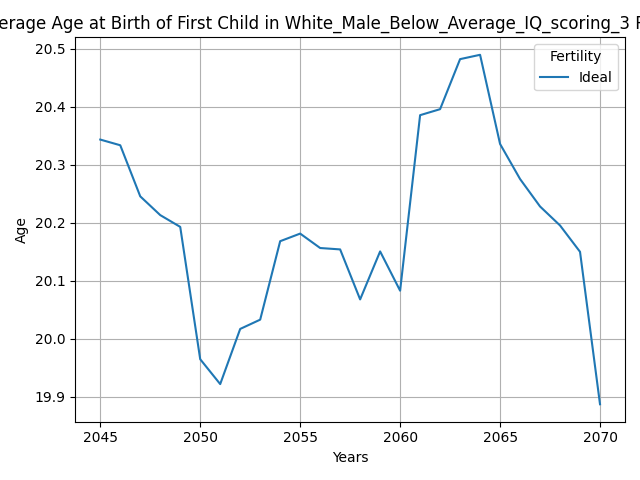 erage Age at Birth of First Child in White_Male_Below_Average_IQ_scoring_3
Fertility
Ideal
20.5
20.4
20.3
20.2
20.1
20.0
19.9
Age
2045 2050 2055 2060 2065 2070
Years